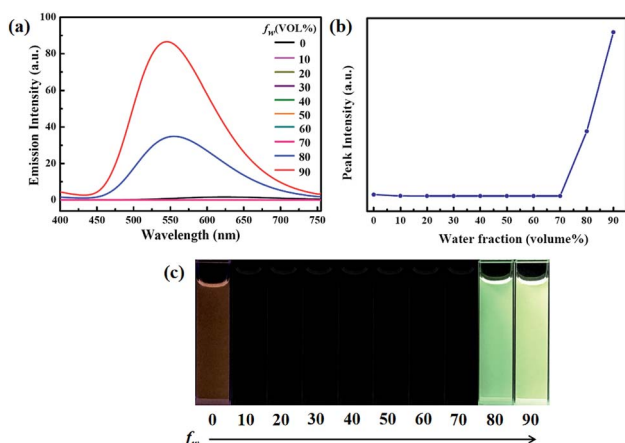 (a)
f_w(VOL%)
0
10
20
30
40
50
60
70
80
90
Emission Intensity (a.u.)
100
80
60
40
20
0
400 450 500 550 600 650 700 750
Wavelength (nm)
(b)
Peak Intensity (a.u.)
0 10 20 30 40 50 60 70 80 90
Water fraction (volume%)
(c)
0 10 20 30 40 50 60 70 80 90
f_w